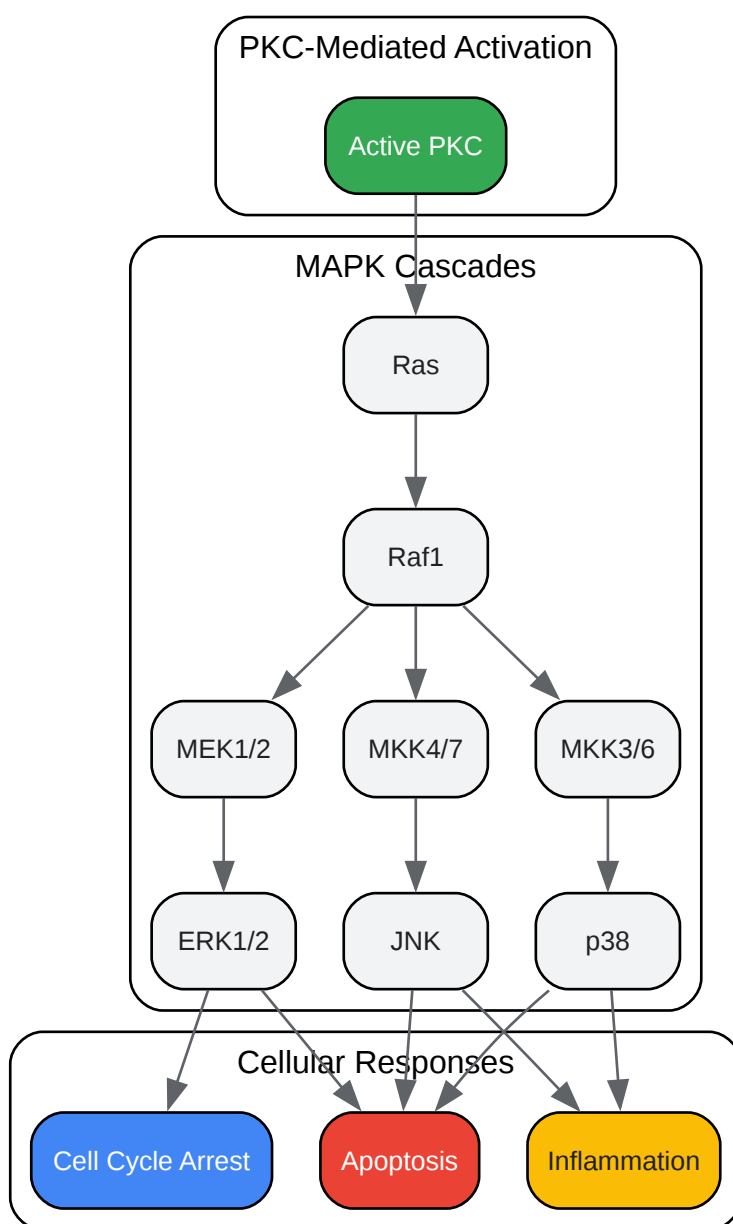 PKC-Mediated Activation
Active PKC
MAPK Cascades
Ras
Raf1
MEK1/2
MKK4/7
MKK3/6
ERK1/2
JNK
p38
Cellular Responses
Cell Cycle Arrest
Apoptosis
Inflammation